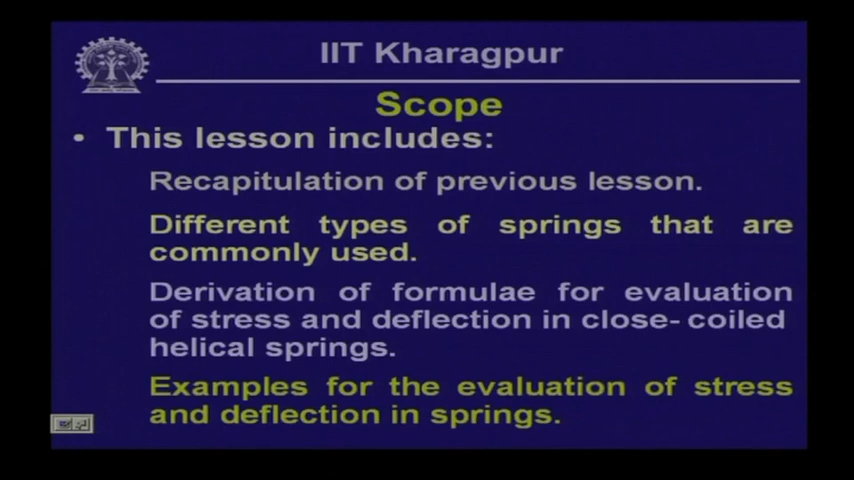 IIT Kharagpur
Scope
• This lesson includes:
Recapitulation of previous lesson.
Different types of springs that are
commonly used.
Derivation of formulae for evaluation
of stress and deflection in close- coiled
helical springs.
Examples for the evaluation of stress
and deflection in springs.